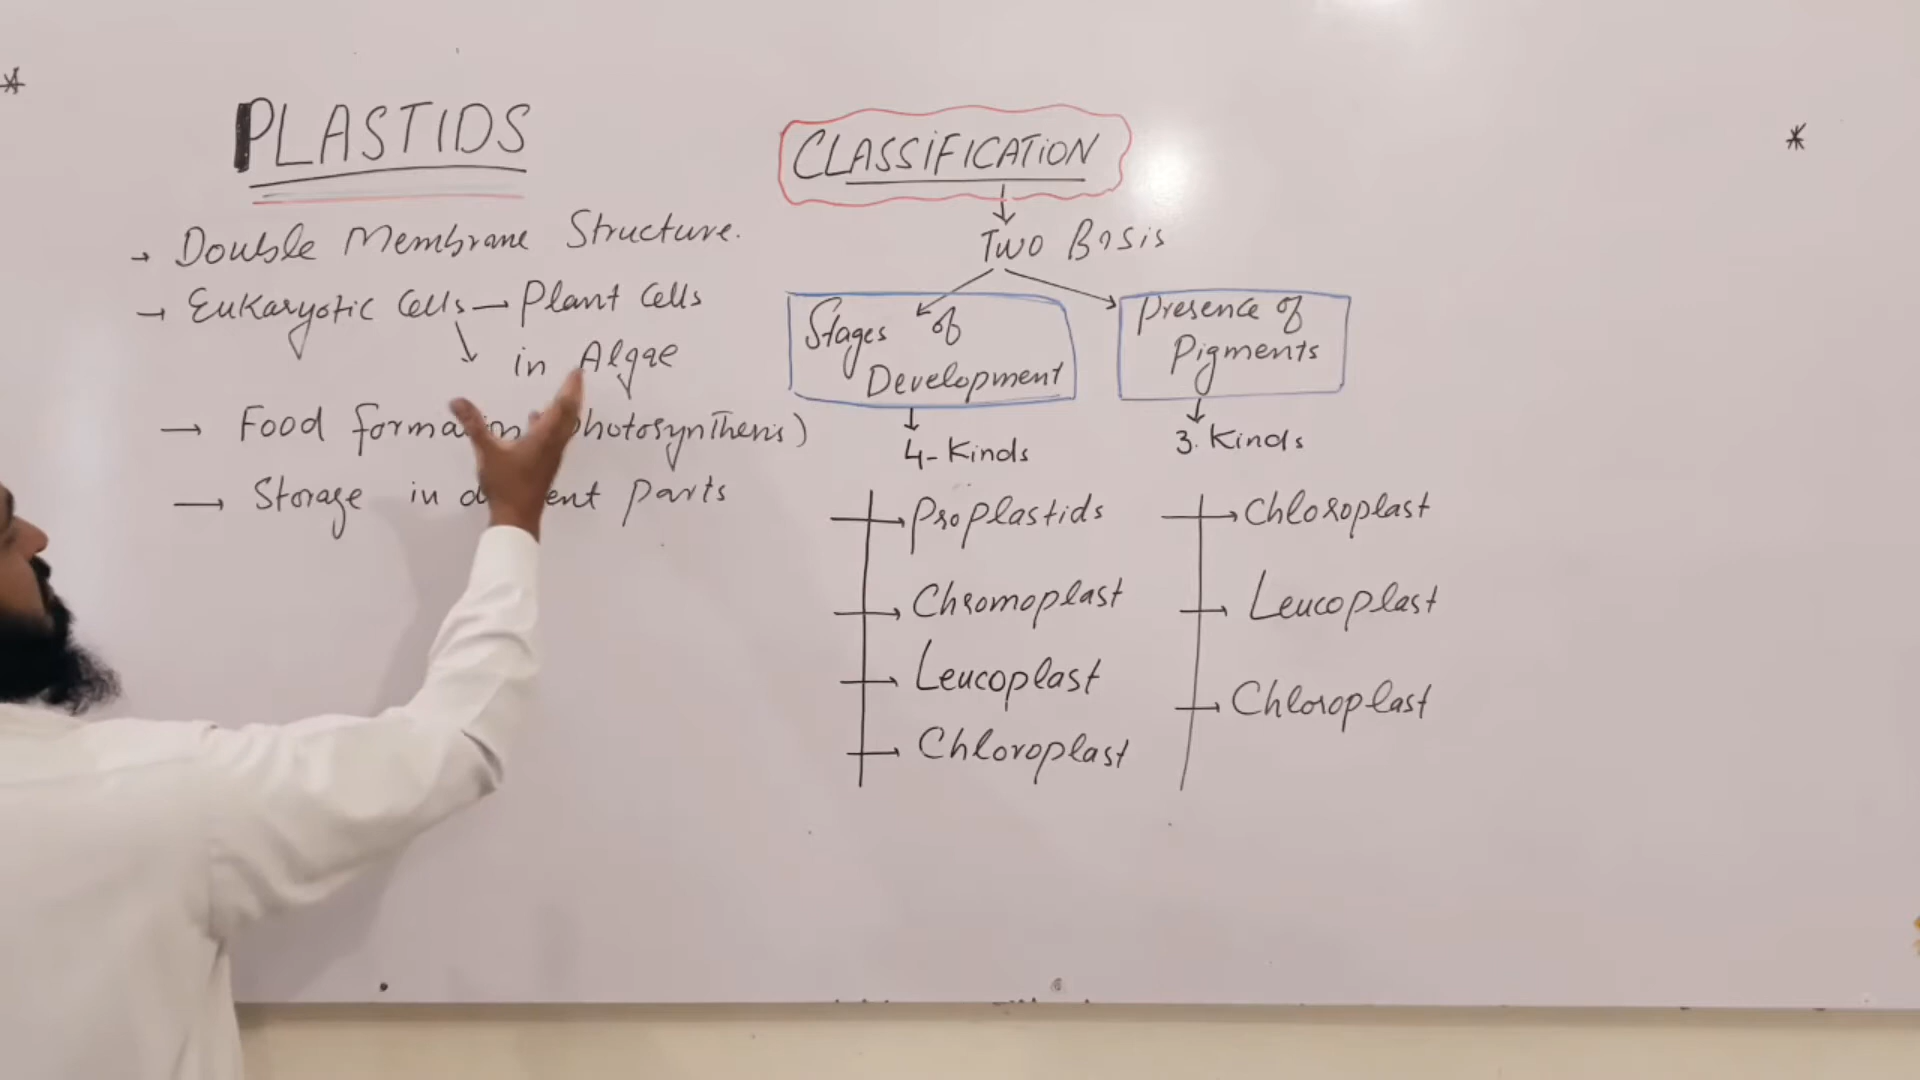 PLASTIDS
→ Double Membrane Structure.
→ Eukaryotic Cells — Plant Cells
in Algae
→ Food Photosynthesis)
→ Storage in Parts
CLASSIFICATION
Two Basis
Stages of
Development
4-Kinds
Proplastids
Chromoplast
Leucoplast
Chloroplast
Presence of
Pigments
3. Kinds
Chloroplast
Leucoplast
Chloroplast